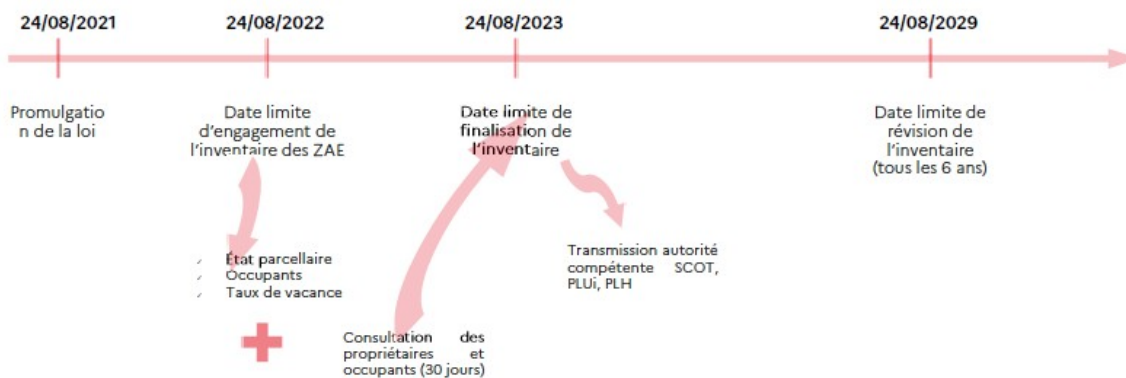 24/08/2021
24/08/2022
24/08/2023
24/08/2029
Promulgatio
n de la loi
Date limite
d'engagement de
l'inventaire des ZAE
Date limite de
finalisation de
l'inventaire
Date limite de
révision de
l'inventaire
(tous les 6 ans)
✓ État parcellaire
✓ Occupants
✓ Taux de vacance
Consultation des
propriétaires et
occupants (30 jours)
Transmission autorité
compétente SCOT,
PLUi, PLH